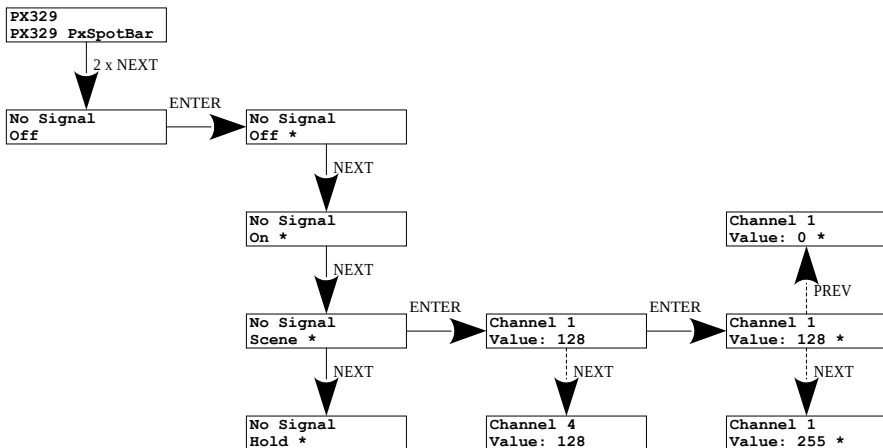 PX329
PX329 PxSpotBar
2 x NEXT
No Signal
Off
ENTER
No Signal
Off *
NEXT
No Signal
On *
NEXT
No Signal
Scene *
ENTER
Channel 1
Value: 128
ENTER
Channel 1
Value: 128 *
PREV
Channel 1
Value: 0 *
NEXT
No Signal
Hold *
NEXT
Channel 4
Value: 128
NEXT
Channel 1
Value: 255 *